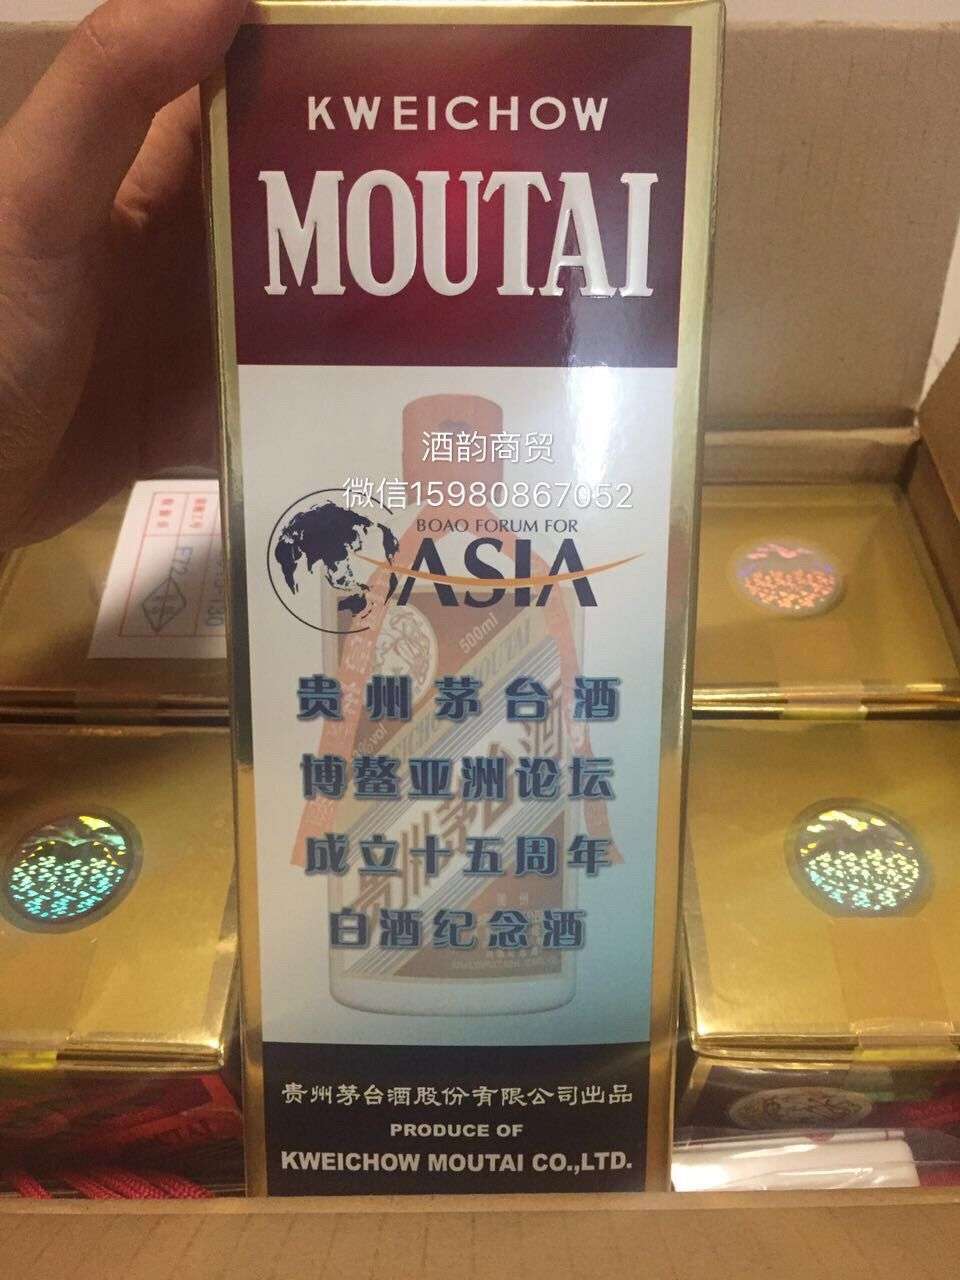 KWEICHOW
MOUTAI
酒韵商贸
微信15980867052
BOAO FORUM FOR
ASIA
500ml
贵州茅台酒
博鳌亚洲论坛
成立十五周年
白酒纪念酒
贵州茅台酒股份有限公司出品
PRODUCE OF
KWEICHOW MOUTAI CO.,LTD.